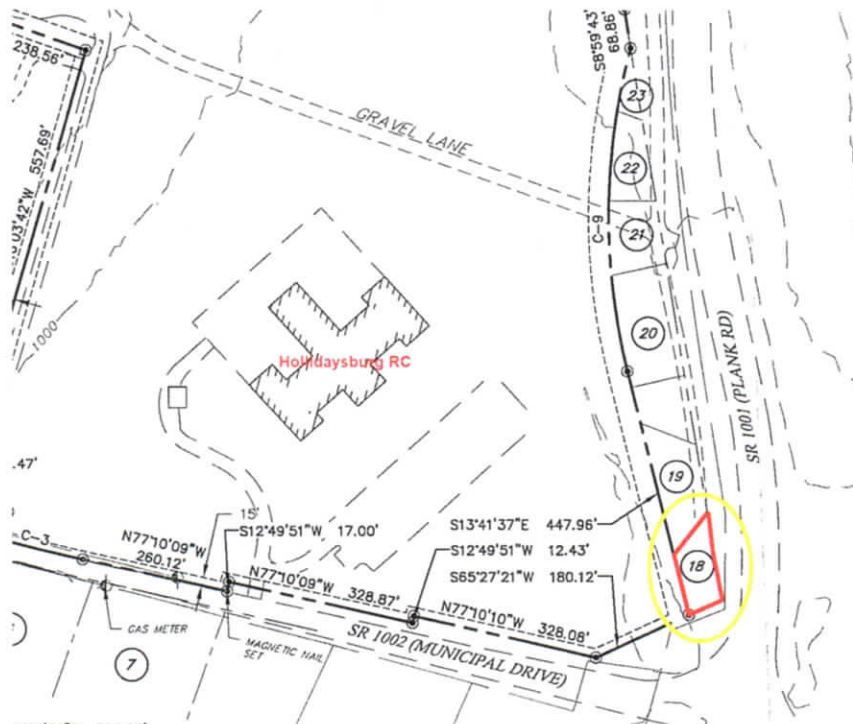 238.56'
S8°59'43"
68.86'
23
557.69'
03'42"W
GRAVEL LANE
22
C-9
21
1000
20
Hollidaysburg RC
SR 1001 (PLANK RD)
.47'
19
15'
S13°41'37"E 447.96'
C-3
N77°10'09"W
260.12'
S12°49'51"W 17.00'
S12°49'51"W 12.43'
18
N77°10'09"W
328.87'
S65°27'21"W 180.12'
N77°10'10"W
328.08'
GAS METER
MAGNETIC NAIL
SET
SR 1002 (MUNICIPAL DRIVE)
7